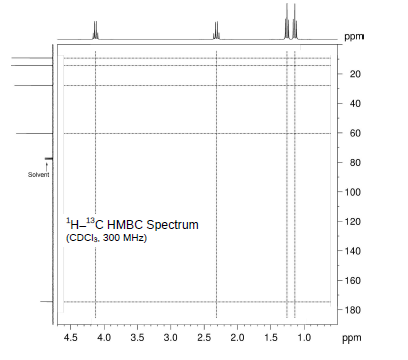 ppm
20
40
60
80
100
120
140
160
180
Solvent
¹H–¹³C HMBC Spectrum
(CDCl₃, 300 MHz)
4.5 4.0 3.5 3.0 2.5 2.0 1.5 1.0 ppm